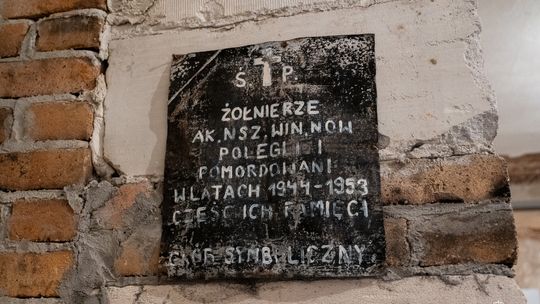 Ś † P.
ŻOŁNIERZE
AK. NSZ. WIN. NOW
POLEGLI I
POMORDOWANI
W LATACH 1944-1953
CZEŚĆ ICH PAMIĘCI
GRÓB SYMBOLICZNY.